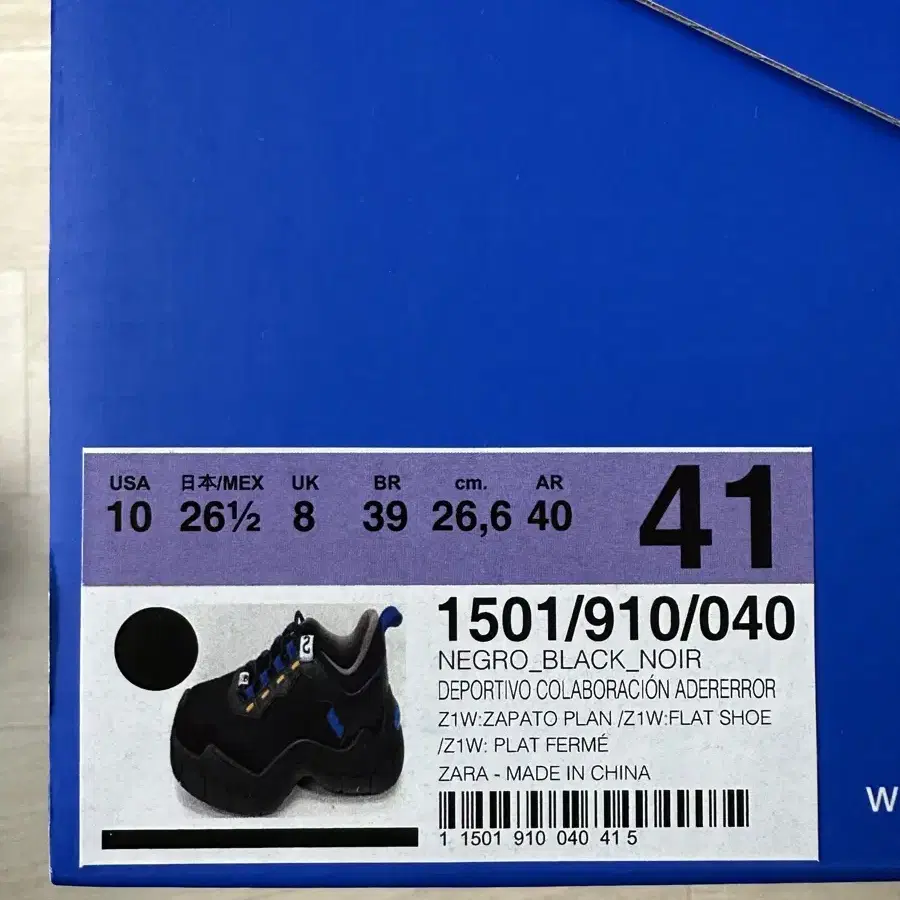 USA 日本/MEX UK BR cm. AR
10 26½ 8 39 26,6 40
41
1501/910/040
NEGRO_BLACK_NOIR
DEPORTIVO COLABORACIÓN ADERERROR
Z1W:ZAPATO PLAN /Z1W:FLAT SHOE
/Z1W: PLAT FERMÉ
ZARA - MADE IN CHINA
1 1501 910 040 41 5
W